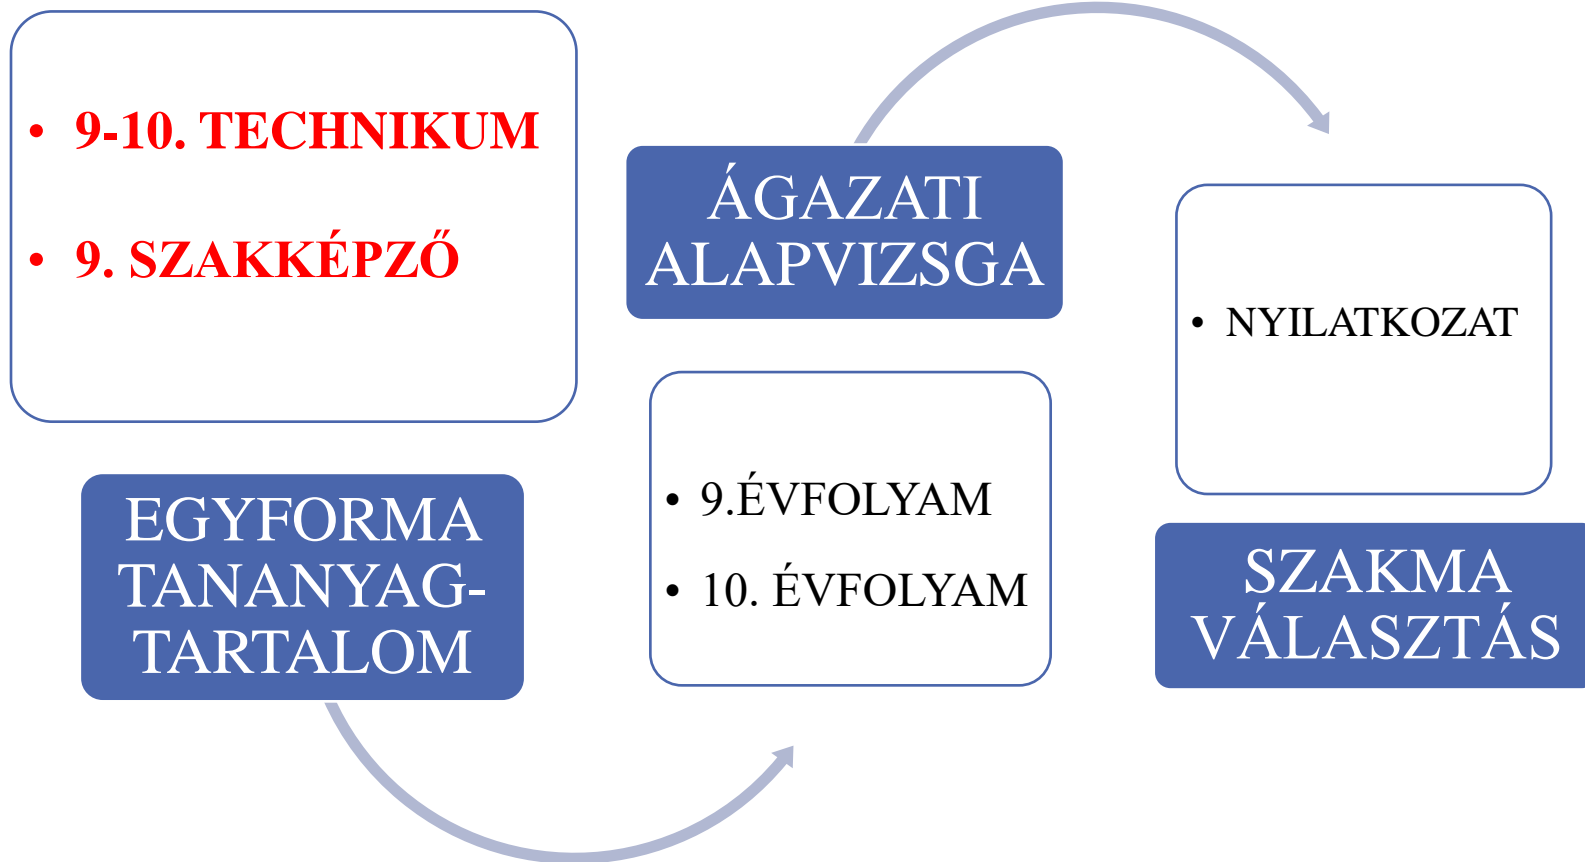 • 9-10. TECHNIKUM
• 9. SZAKKÉPZŐ
EGYFORMA
TANANYAG-
TARTALOM
ÁGAZATI
ALAPVIZSGA
• 9.ÉVFOLYAM
• 10. ÉVFOLYAM
• NYILATKOZAT
SZAKMA
VÁLASZTÁS